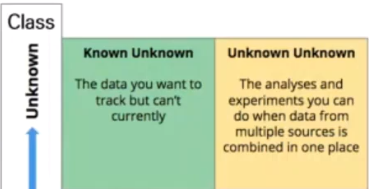 Class
Unknown
Known Unknown
The data you want to
track but can't
currently
Unknown Unknown
The analyses and
experiments you can
do when data from
multiple sources is
combined in one place